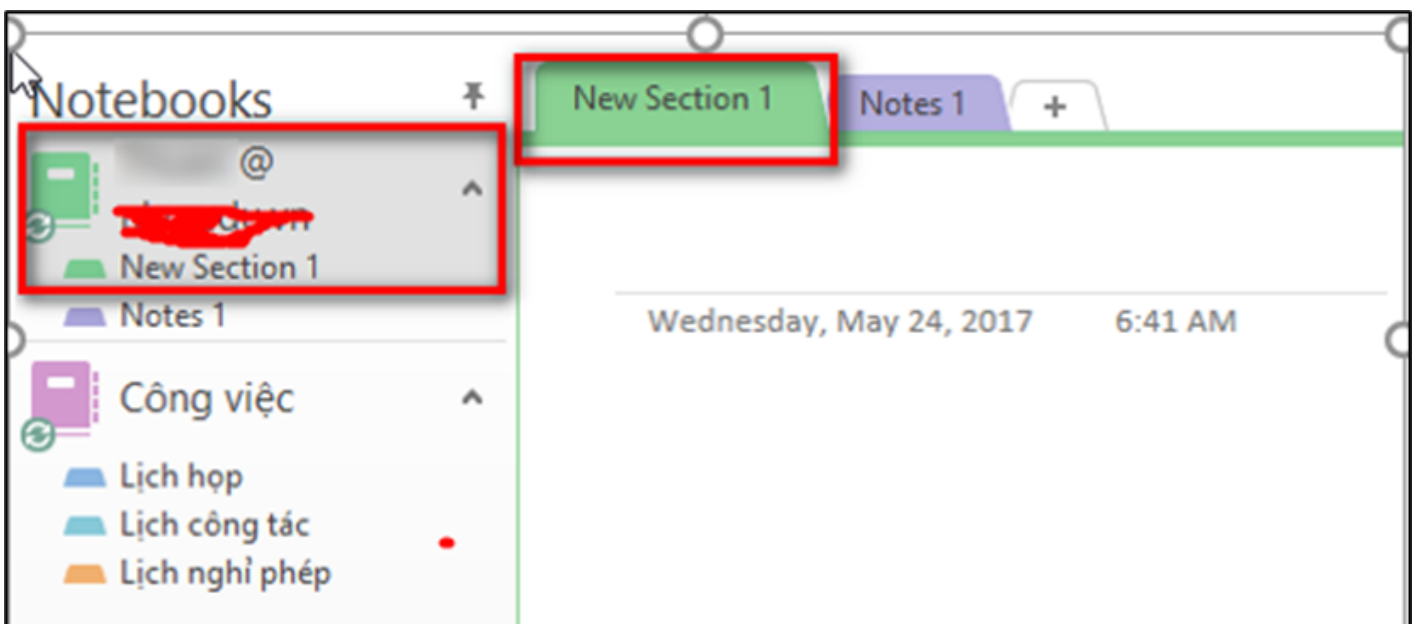 Notebooks
@
New Section 1
Notes 1
Công việc
Lịch họp
Lịch công tác
Lịch nghỉ phép
New Section 1
Notes 1
+
Wednesday, May 24, 2017
6:41 AM